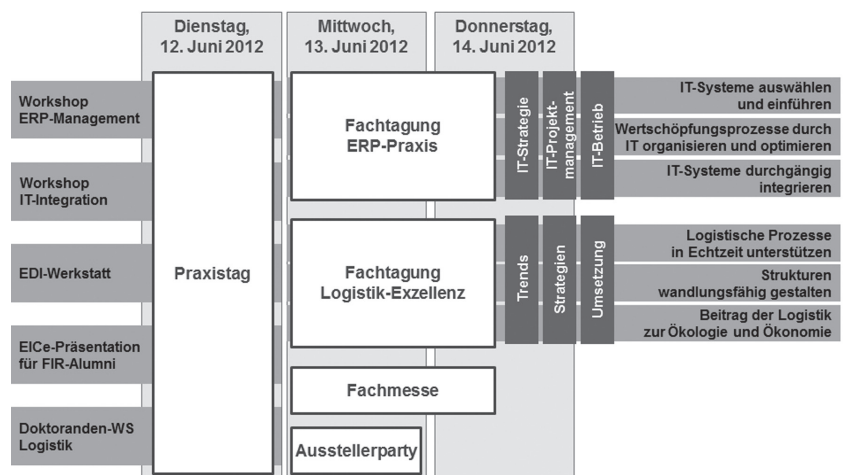 Dienstag,
12. Juni 2012
Mittwoch,
13. Juni 2012
Donnerstag,
14. Juni 2012
Workshop
ERP-Management
Workshop
IT-Integration
EDI-Werkstatt
EICe-Präsentation
für FIR-Alumni
Doktoranden-WS
Logistik
Praxistag
Fachtagung
ERP-Praxis
IT-Strategie
IT-Projekt-
management
IT-Betrieb
IT-Systeme auswählen
und einführen
Wertschöpfungsprozesse durch
IT organisieren und optimieren
IT-Systeme durchgängig
integrieren
Fachtagung
Logistik-Exzellenz
Trends
Strategien
Umsetzung
Logistische Prozesse
in Echtzeit unterstützen
Strukturen
wandlungsfähig gestalten
Beitrag der Logistik
zur Ökologie und Ökonomie
Fachmesse
Ausstellerparty